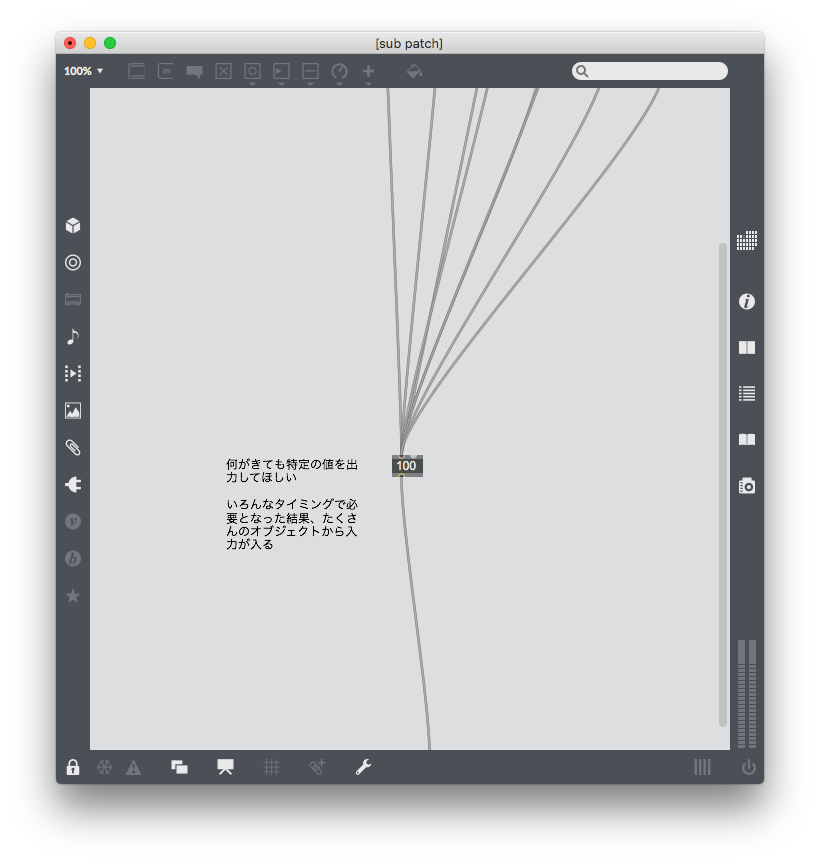 [sub patch]
100%
何がきても特定の値を出
力してほしい
100
いろんなタイミングで必
要となった結果、たくさ
んのオブジェクトから入
力が入る